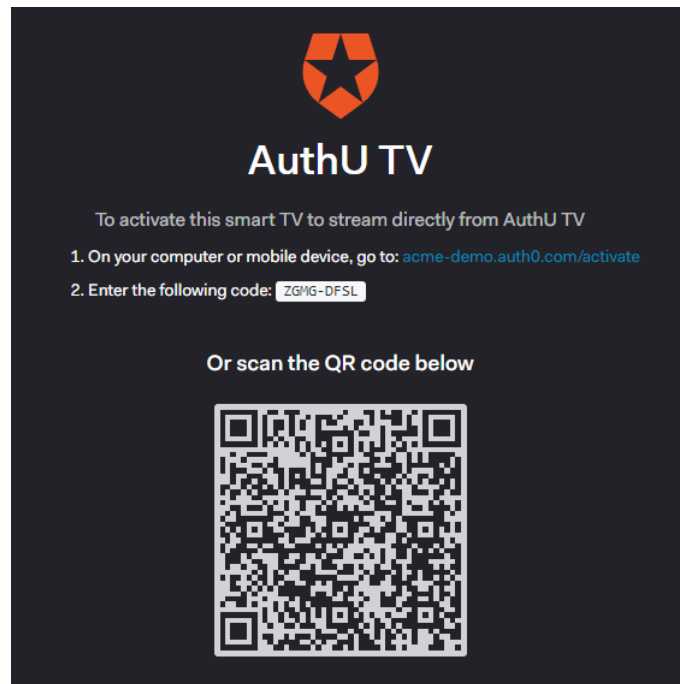 AuthU TV
To activate this smart TV to stream directly from AuthU TV
1. On your computer or mobile device, go to: acme-demo.auth0.com/activate
2. Enter the following code: ZGMG-DFSL
Or scan the QR code below